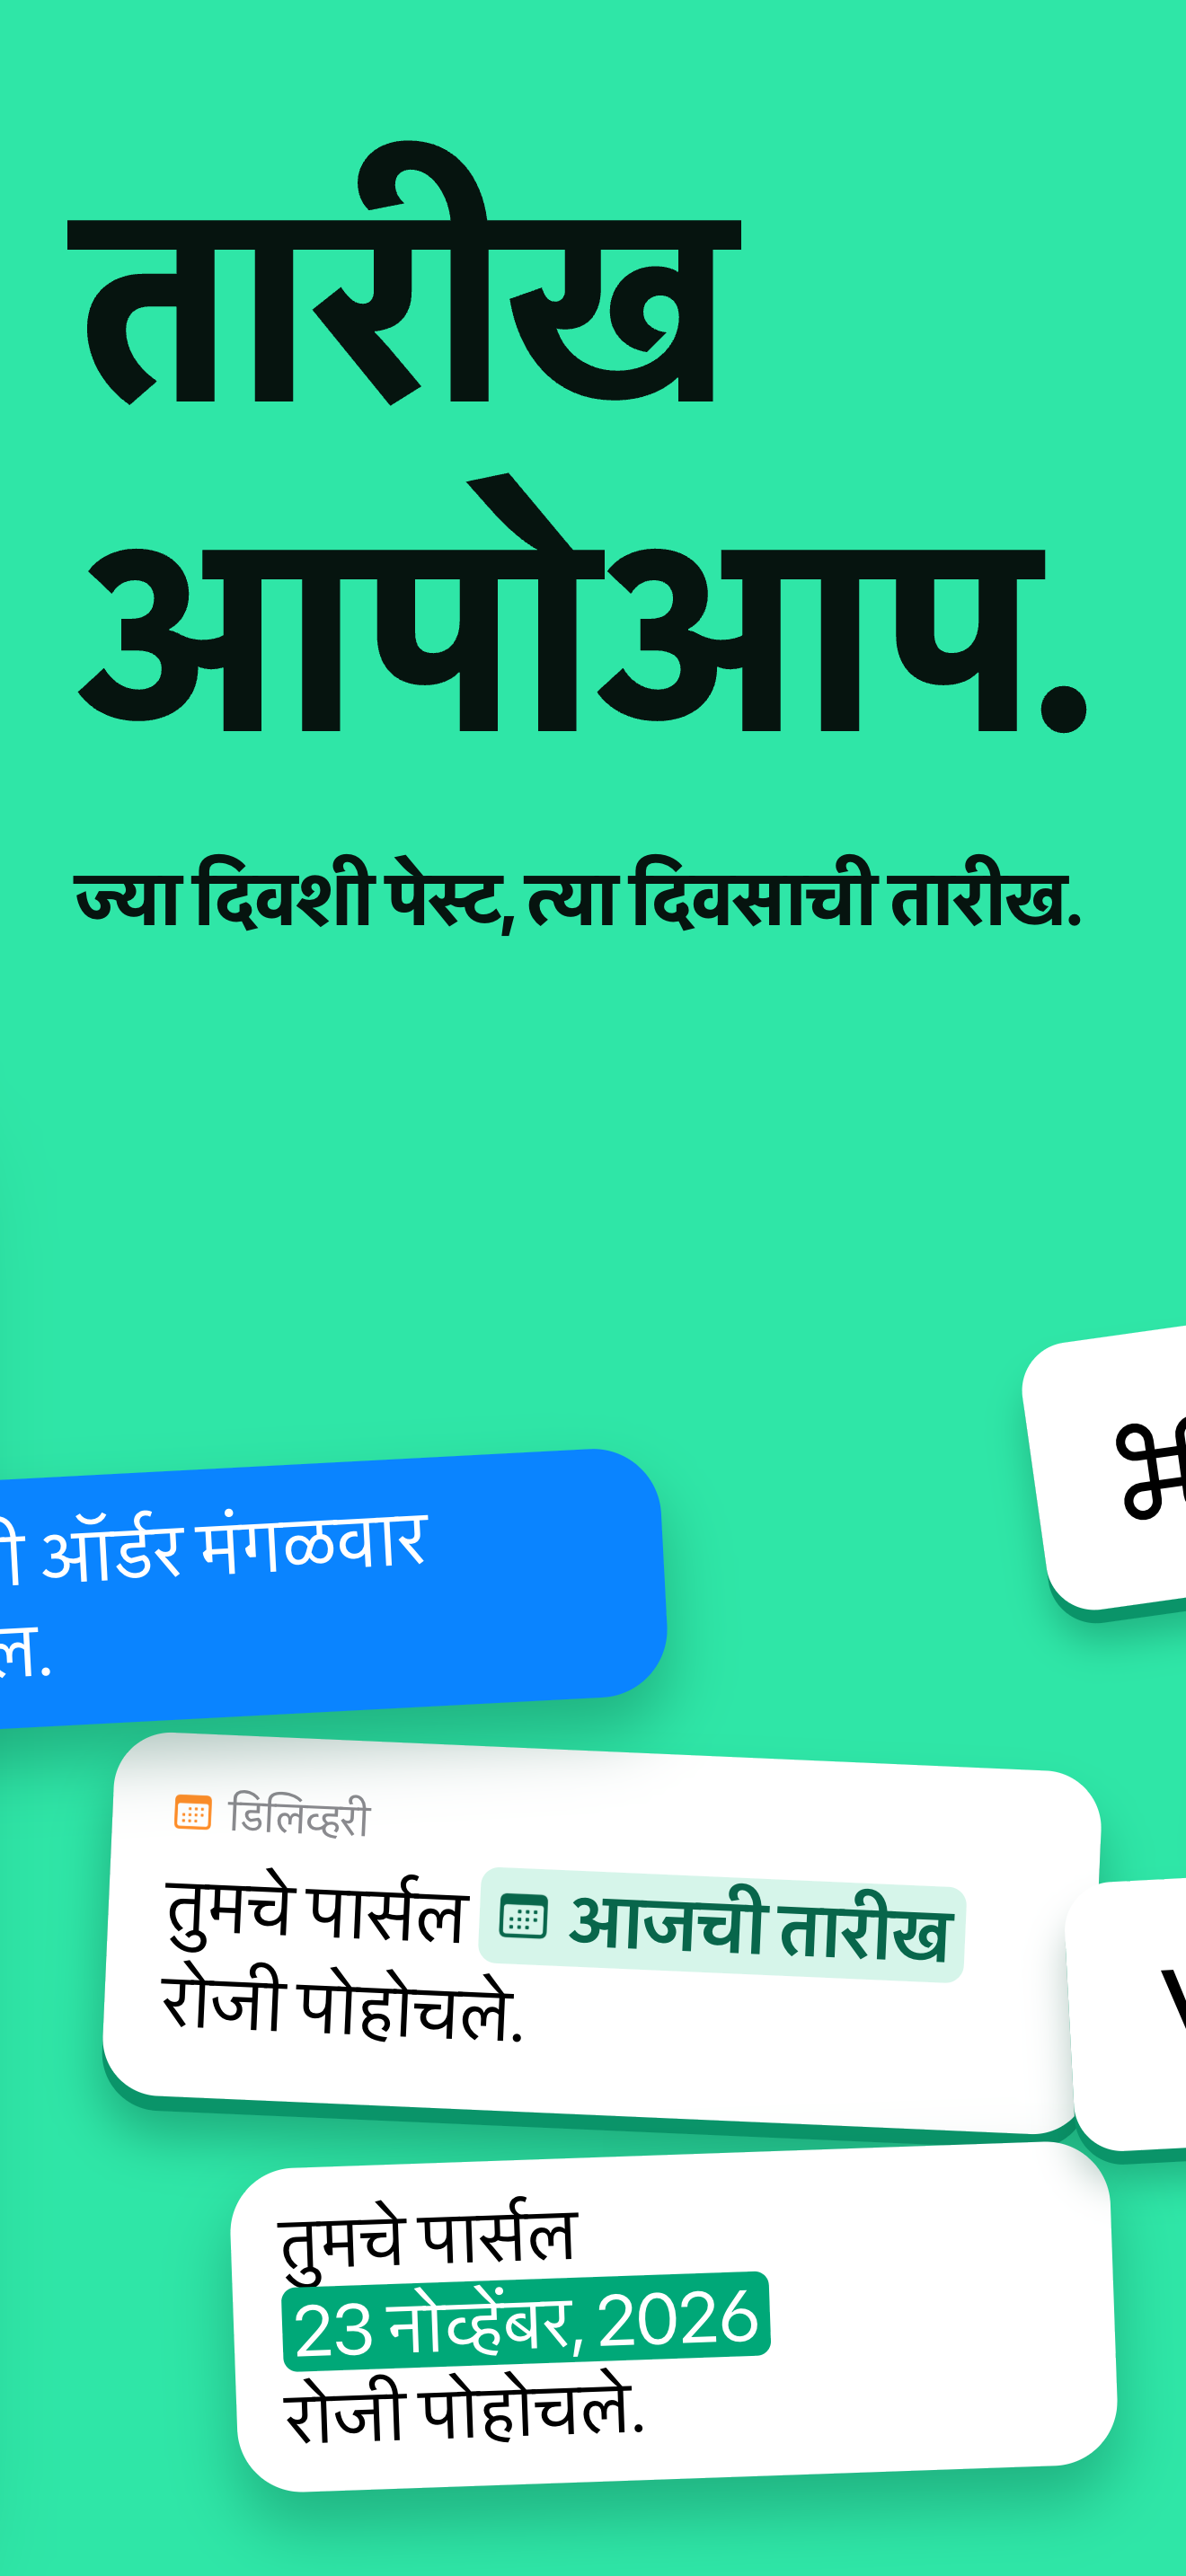 तारीख
आपोआप.
ज्या दिवशी पेस्ट, त्या दिवसाची तारीख.
⌘
ी ऑर्डर मंगळवार
ल.
डिलिव्हरी
तुमचे पार्सल आजची तारीख
रोजी पोहोचले.
तुमचे पार्सल
23 नोव्हेंबर, 2026
रोजी पोहोचले.